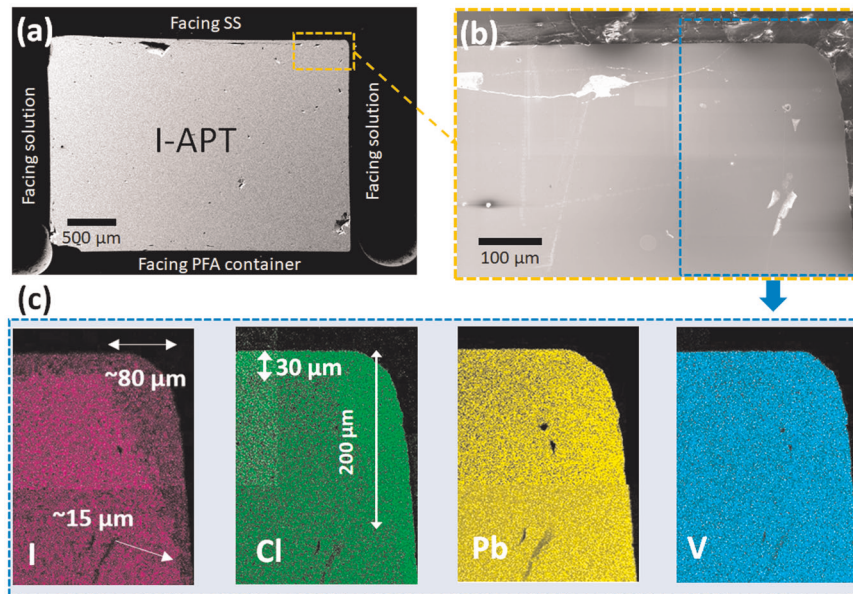 (a)
Facing SS
Facing solution
I-APT
Facing solution
500 µm
Facing PFA container
(b)
100 µm
(c)
~80 µm
~15 µm
I
30 µm
200 µm
Cl
Pb
V